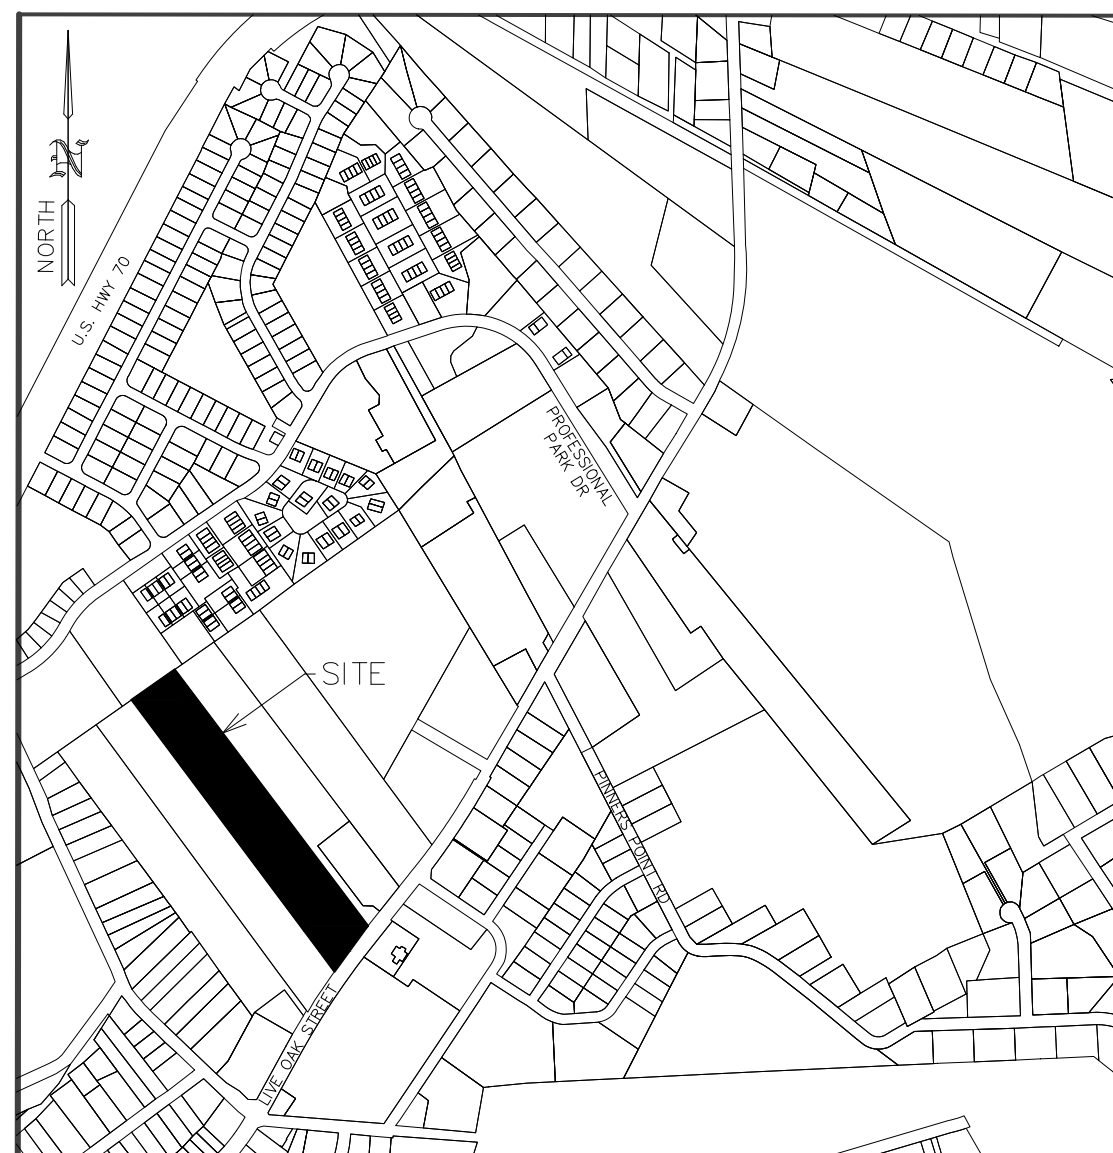 N
NORTH
U.S. HWY 70
PROFESSIONAL
PARK DR
SITE
PINNERS POINT RD
LIVE OAK STREET